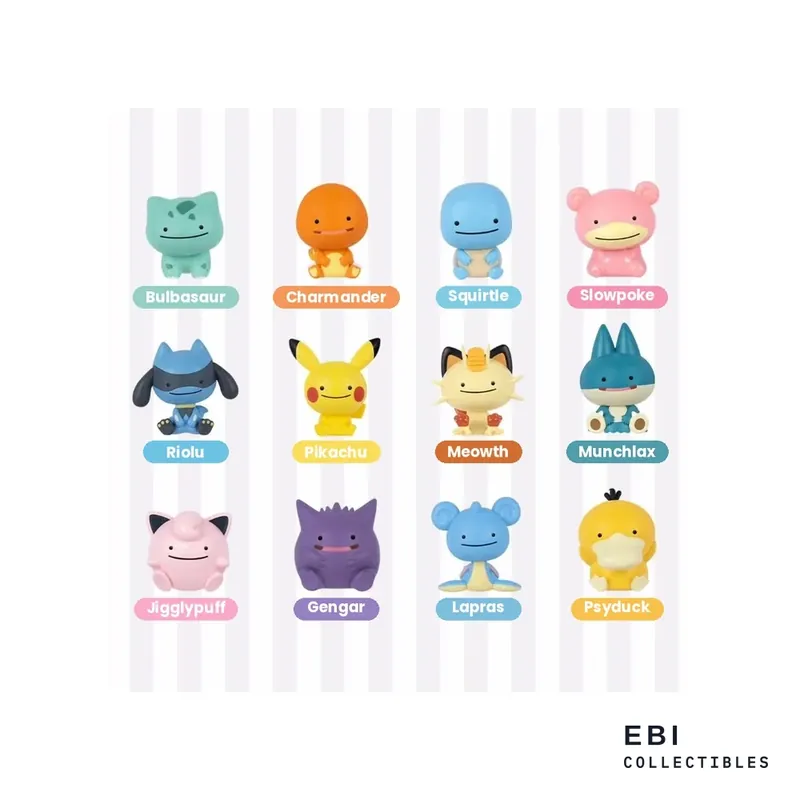 Bulbasaur
Charmander
Squirtle
Slowpoke
Riolu
Pikachu
Meowth
Munchlax
Jigglypuff
Gengar
Lapras
Psyduck
EBI
COLLECTIBLES